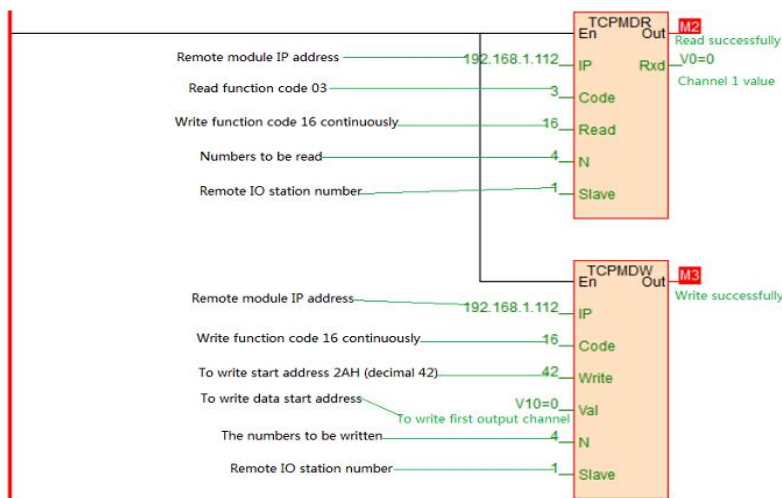 TCPMDR
En Out M2
Read successfully
Remote module IP address 192.168.1.112 IP Rxd V0=0
Channel 1 value
Read function code 03 3 Code
Write function code 16 continuously 16 Read
Numbers to be read 4 N
Remote IO station number 1 Slave
TCPMDW
En Out M3
Write successfully
Remote module IP address 192.168.1.112 IP
Write function code 16 continuously 16 Code
To write start address 2AH (decimal 42) 42 Write
To write data start address V10=0 Val
To write first output channel
The numbers to be written 4 N
Remote IO station number 1 Slave